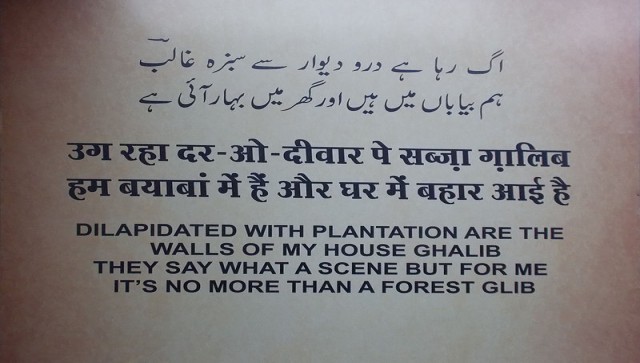 اگ رہا ہے در و دیوار سے سبزہ غالبؔ
ہم بیاباں میں ہیں اور گھر میں بہار آئی ہے
उग रहा दर-ओ-दीवार पे सब्ज़ा ग़ालिब
हम बयाबां में हैं और घर में बहार आई है
DILAPIDATED WITH PLANTATION ARE THE
WALLS OF MY HOUSE GHALIB
THEY SAY WHAT A SCENE BUT FOR ME
IT'S NO MORE THAN A FOREST GLIB